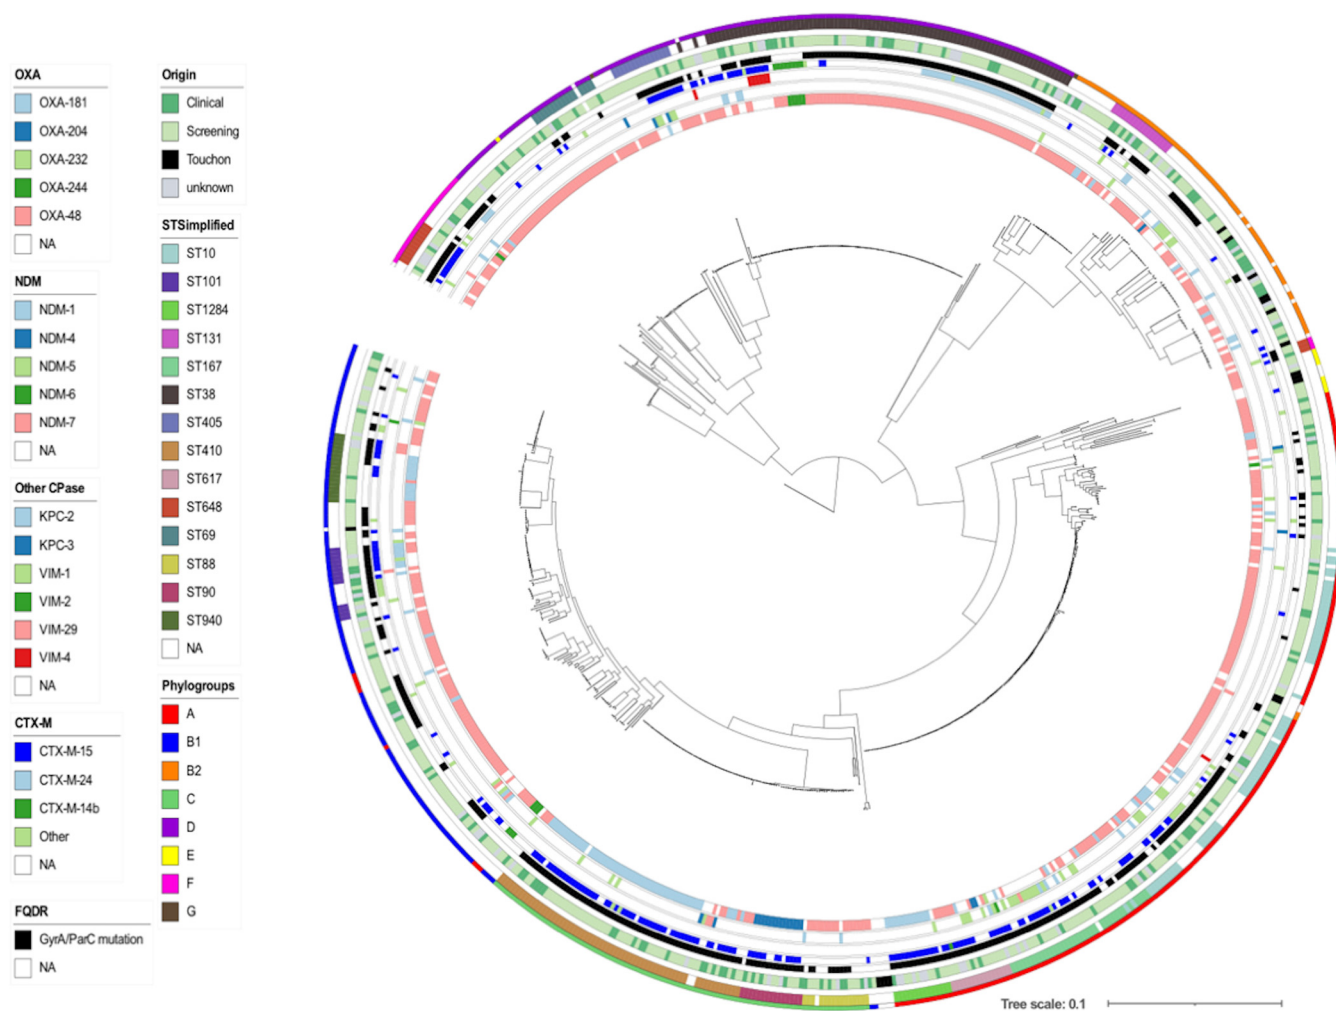 OXA
OXA-181
OXA-204
OXA-232
OXA-244
OXA-48
NA
NDM
NDM-1
NDM-4
NDM-5
NDM-6
NDM-7
NA
Other CPase
KPC-2
KPC-3
VIM-1
VIM-2
VIM-29
VIM-4
NA
CTX-M
CTX-M-15
CTX-M-24
CTX-M-14b
Other
NA
FQDR
GyrA/ParC mutation
NA
Origin
Clinical
Screening
Touchon
unknown
STSimplified
ST10
ST101
ST1284
ST131
ST167
ST38
ST405
ST410
ST617
ST648
ST69
ST88
ST90
ST940
NA
Phylogroups
A
B1
B2
C
D
E
F
G
Tree scale: 0.1